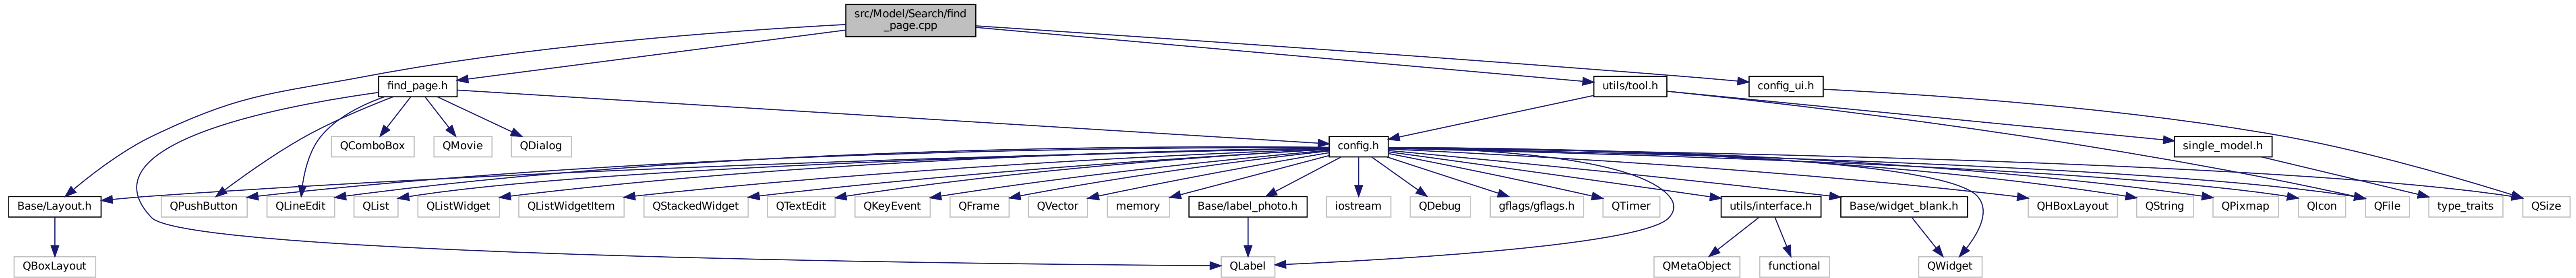 src/Model/Search/find
_page.cpp
find_page.h
utils/tool.h
config_ui.h
QComboBox
QMovie
QDialog
config.h
single_model.h
Base/Layout.h
QPushButton
QLineEdit
QList
QListWidget
QListWidgetItem
QStackedWidget
QTextEdit
QKeyEvent
QFrame
QVector
memory
Base/label_photo.h
iostream
QDebug
gflags/gflags.h
QTimer
utils/interface.h
Base/widget_blank.h
QHBoxLayout
QString
QPixmap
QIcon
QFile
type_traits
QSize
QBoxLayout
QLabel
QMetaObject
functional
QWidget